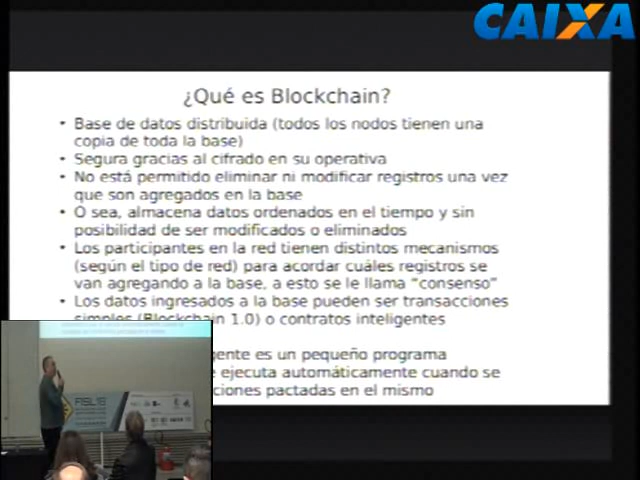 CAIXA
¿Qué es Blockchain?
• Base de datos distribuida (todos los nodos tienen una
copia de toda la base)
• Segura gracias al cifrado en su operativa
• No está permitido eliminar ni modificar registros una vez
que son agregados en la base
• O sea, almacena datos ordenados en el tiempo y sin
posibilidad de ser modificados o eliminados
• Los participantes en la red tienen distintos mecanismos
(según el tipo de red) para acordar cuáles registros se
van agregando a la base, a esto se le llama “consenso”
• Los datos ingresados a la base pueden ser transacciones
simples (Blockchain 1.0) o contratos inteligentes
gente es un pequeño programa
e ejecuta automáticamente cuando se
ciones pactadas en el mismo
FISL18